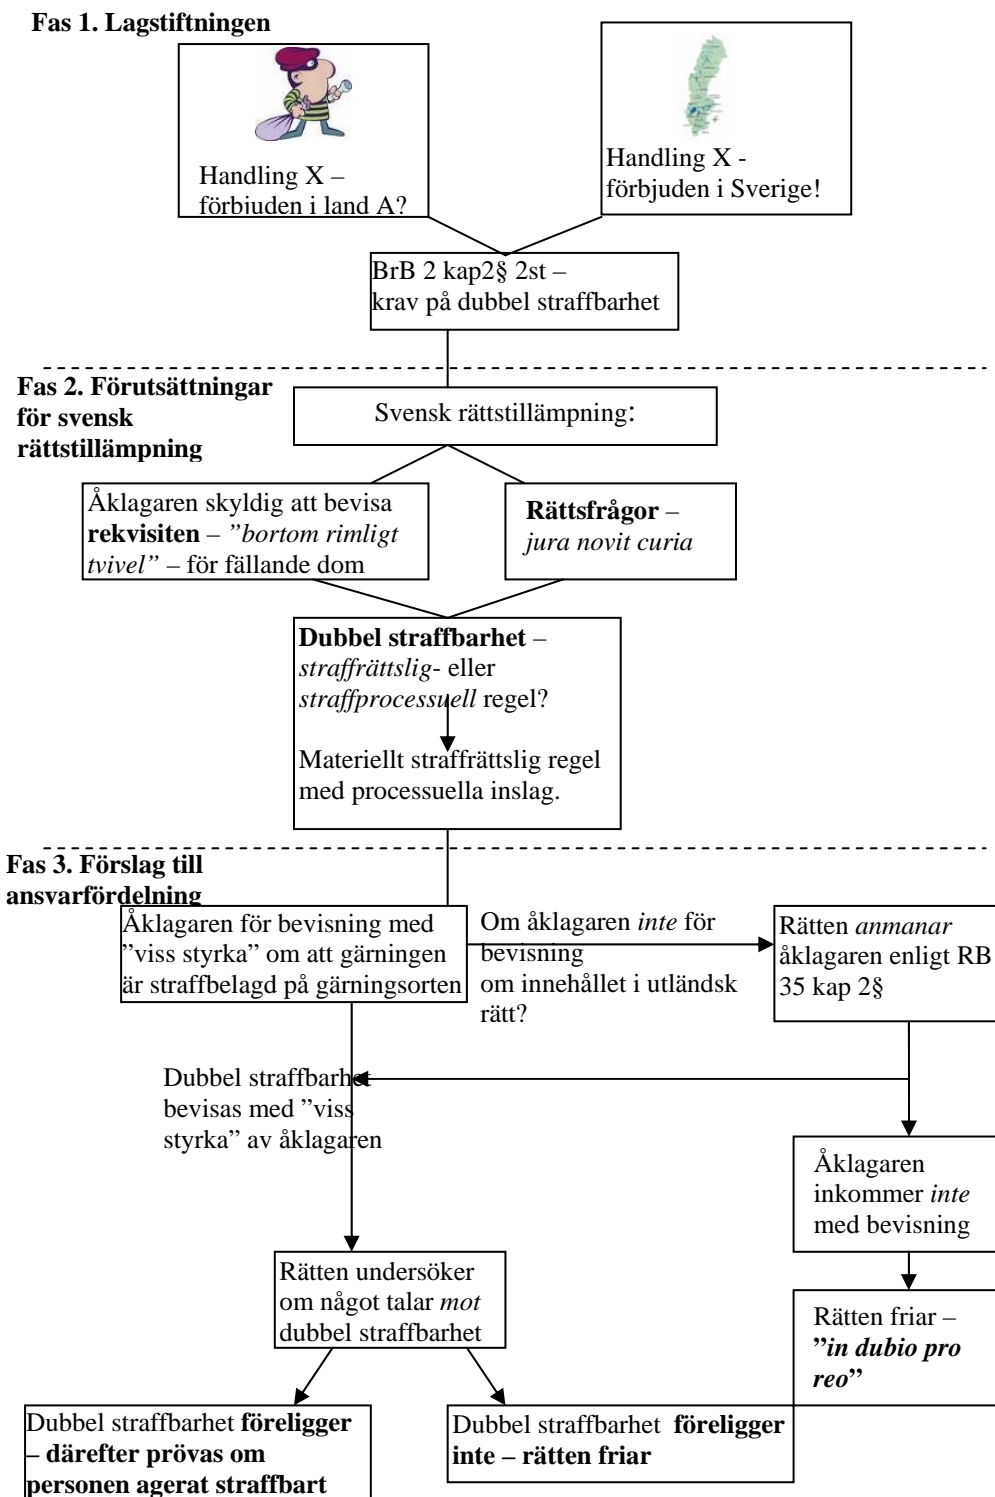 Fas 1. Lagstiftningen
Handling X –
förbjuden i land A?
Handling X -
förbjuden i Sverige!
BrB 2 kap2§ 2st –
krav på dubbel straffbarhet
Fas 2. Förutsättningar
för svensk
rättstillämpning
Svensk rättstillämpning:
Åklagaren skyldig att bevisa
rekvisiten – ”bortom rimligt
tvivel” – för fällande dom
Rättsfrågor –
jura novit curia
Dubbel straffbarhet –
straffrättslig- eller
straffprocessuell regel?
Materiellt straffrättslig regel
med processuella inslag.
Fas 3. Förslag till
ansvarfördelning
Åklagaren för bevisning med
”viss styrka” om att gärningen
är straffbelagd på gärningsorten
Om åklagaren inte för
bevisning
om innehållet i utländsk
rätt?
Rätten anmanar
åklagaren enligt RB
35 kap 2§
Dubbel straffbarhet
bevisas med ”viss
styrka” av åklagaren
Åklagaren
inkommer inte
med bevisning
Rätten undersöker
om något talar mot
dubbel straffbarhet
Rätten friar –
”in dubio pro
reo”
Dubbel straffbarhet föreligger
– därefter prövas om
personen agerat straffbart
Dubbel straffbarhet föreligger
inte – rätten friar